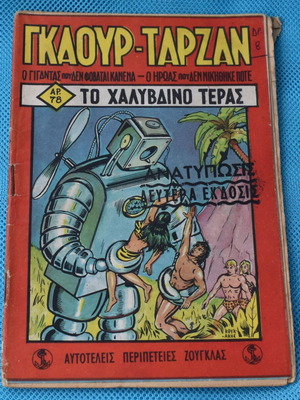 ΓΚΑΟΥΡ-ΤΑΡΖΑΝ
Ο ΓΙΓΑΝΤΑΣ ΠΟΥ ΔΕΝ ΦΟΒΑΤΑΙ ΚΑΝΕΝΑ — Ο ΗΡΩΑΣ ΠΟΥ ΔΕΝ ΝΙΚΗΘΗΚΕ ΠΟΤΕ
ΑΡ. 78
ΤΟ ΧΑΛΥΒΔΙΝΟ ΤΕΡΑΣ
ΑΝΑΤΥΠΩΣΙΣ
ΔΕΥΤΕΡΑ ΕΚΔΟΣΙΣ
ΑΥΤΟΤΕΛΕΙΣ ΠΕΡΙΠΕΤΕΙΕΣ ΖΟΥΓΚΛΑΣ